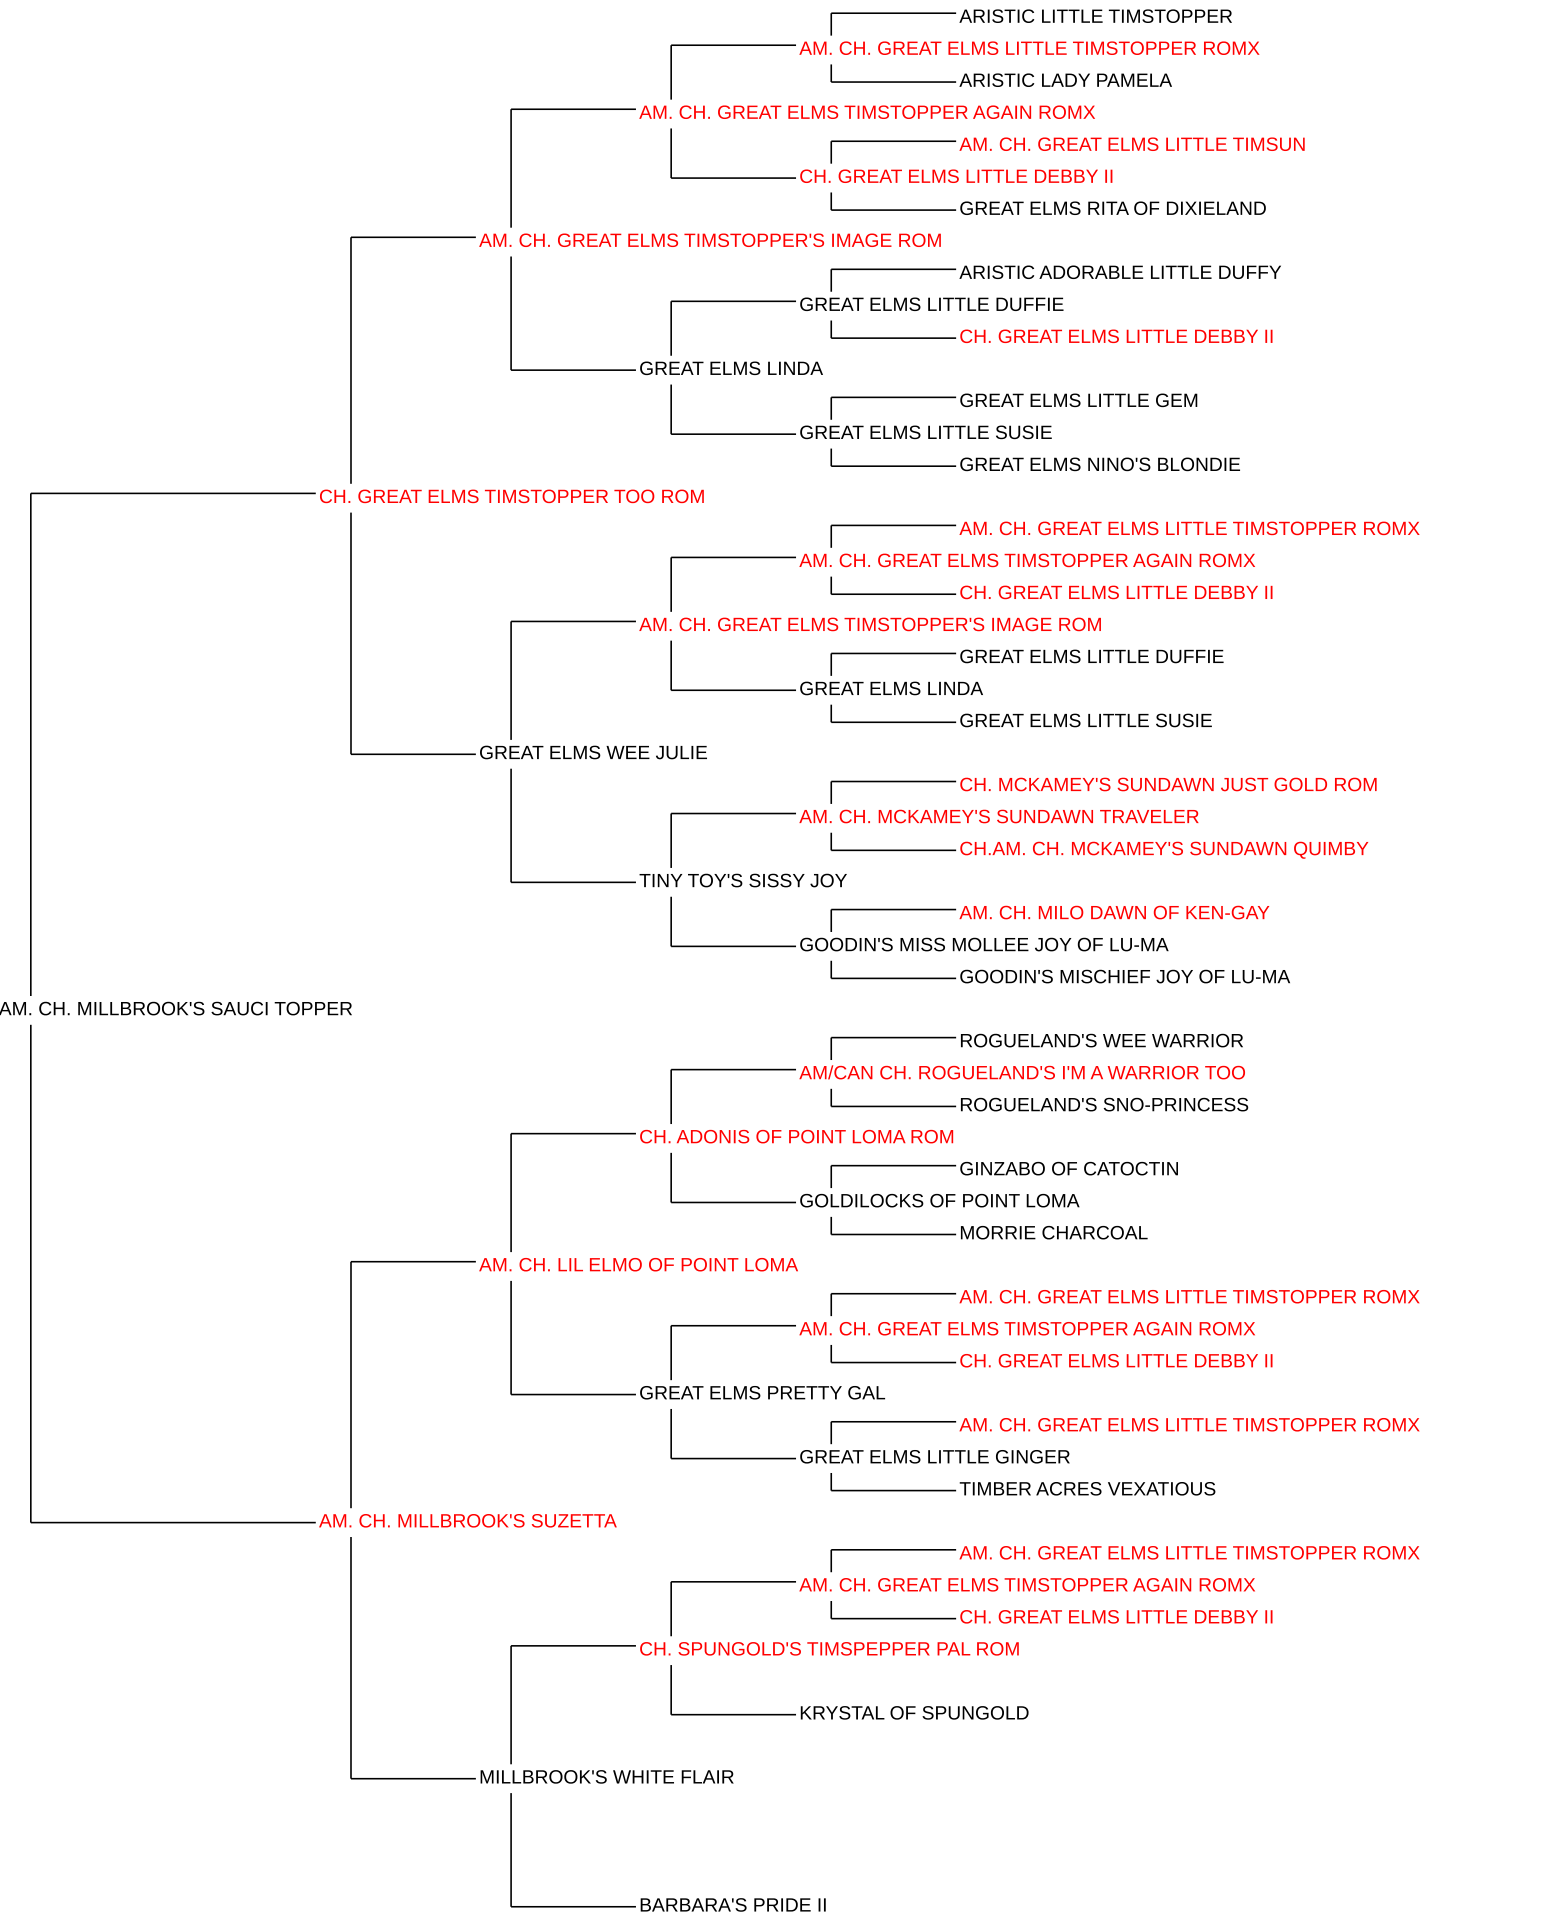 ARISTIC LITTLE TIMSTOPPER
AM. CH. GREAT ELMS LITTLE TIMSTOPPER ROMX
ARISTIC LADY PAMELA
AM. CH. GREAT ELMS TIMSTOPPER AGAIN ROMX
AM. CH. GREAT ELMS LITTLE TIMSUN
CH. GREAT ELMS LITTLE DEBBY II
GREAT ELMS RITA OF DIXIELAND
AM. CH. GREAT ELMS TIMSTOPPER'S IMAGE ROM
ARISTIC ADORABLE LITTLE DUFFY
GREAT ELMS LITTLE DUFFIE
CH. GREAT ELMS LITTLE DEBBY II
GREAT ELMS LINDA
GREAT ELMS LITTLE GEM
GREAT ELMS LITTLE SUSIE
GREAT ELMS NINO'S BLONDIE
CH. GREAT ELMS TIMSTOPPER TOO ROM
AM. CH. GREAT ELMS LITTLE TIMSTOPPER ROMX
AM. CH. GREAT ELMS TIMSTOPPER AGAIN ROMX
CH. GREAT ELMS LITTLE DEBBY II
AM. CH. GREAT ELMS TIMSTOPPER'S IMAGE ROM
GREAT ELMS LITTLE DUFFIE
GREAT ELMS LINDA
GREAT ELMS LITTLE SUSIE
GREAT ELMS WEE JULIE
CH. MCKAMEY'S SUNDAWN JUST GOLD ROM
AM. CH. MCKAMEY'S SUNDAWN TRAVELER
CH.AM. CH. MCKAMEY'S SUNDAWN QUIMBY
TINY TOY'S SISSY JOY
AM. CH. MILO DAWN OF KEN-GAY
GOODIN'S MISS MOLLEE JOY OF LU-MA
GOODIN'S MISCHIEF JOY OF LU-MA
AM. CH. MILLBROOK'S SAUCI TOPPER
ROGUELAND'S WEE WARRIOR
AM/CAN CH. ROGUELAND'S I'M A WARRIOR TOO
ROGUELAND'S SNO-PRINCESS
CH. ADONIS OF POINT LOMA ROM
GINZABO OF CATOCTIN
GOLDILOCKS OF POINT LOMA
MORRIE CHARCOAL
AM. CH. LIL ELMO OF POINT LOMA
AM. CH. GREAT ELMS LITTLE TIMSTOPPER ROMX
AM. CH. GREAT ELMS TIMSTOPPER AGAIN ROMX
CH. GREAT ELMS LITTLE DEBBY II
GREAT ELMS PRETTY GAL
AM. CH. GREAT ELMS LITTLE TIMSTOPPER ROMX
GREAT ELMS LITTLE GINGER
TIMBER ACRES VEXATIOUS
AM. CH. MILLBROOK'S SUZETTA
AM. CH. GREAT ELMS LITTLE TIMSTOPPER ROMX
AM. CH. GREAT ELMS TIMSTOPPER AGAIN ROMX
CH. GREAT ELMS LITTLE DEBBY II
CH. SPUNGOLD'S TIMSPEPPER PAL ROM
KRYSTAL OF SPUNGOLD
MILLBROOK'S WHITE FLAIR
BARBARA'S PRIDE II